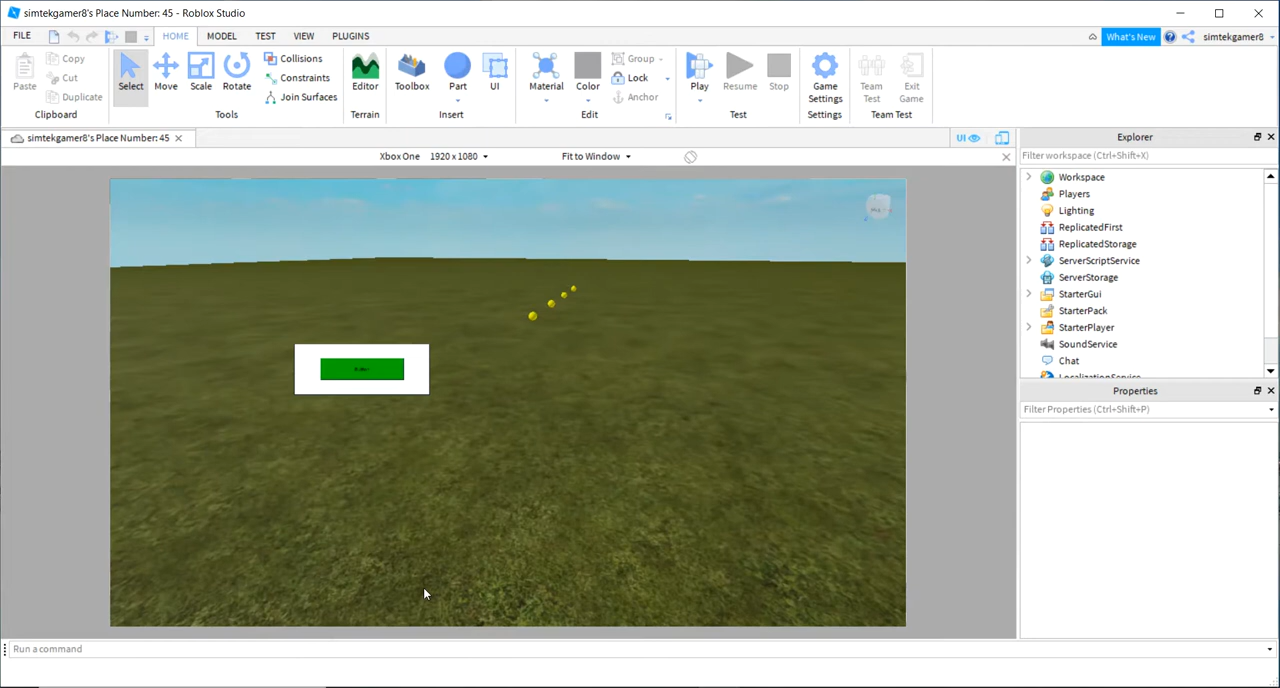 simtekgamer8's Place Number: 45 - Roblox Studio
FILE HOME MODEL TEST VIEW PLUGINS What's New simtekgamer8
Paste
Copy
Cut
Duplicate
Clipboard
Select Move Scale Rotate
Collisions
Constraints
Join Surfaces
Tools
Editor
Terrain
Toolbox Part UI
Insert
Material Color
Group
Lock
Anchor
Edit
Play Resume Stop
Test
Game
Settings
Settings
Team
Test
Exit
Game
Team Test
simtekgamer8's Place Number: 45
UI
Xbox One 1920 x 1080 Fit to Window
Explorer
Filter workspace (Ctrl+Shift+X)
Workspace
Players
Lighting
ReplicatedFirst
ReplicatedStorage
ServerScriptService
ServerStorage
StarterGui
StarterPack
StarterPlayer
SoundService
Chat
LocalizationService
Properties
Filter Properties (Ctrl+Shift+P)
Run a command